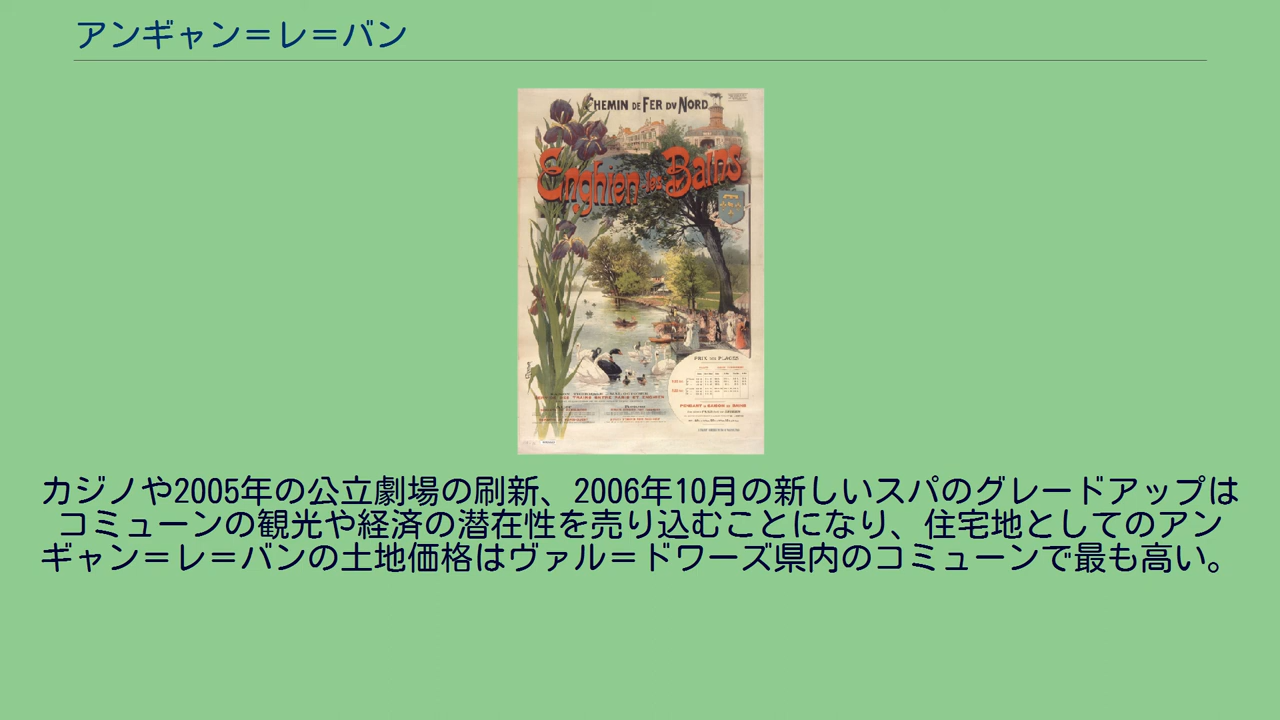 アンギャン＝レ＝バン
CHEMIN DE FER DU NORD
Enghien-les-Bains
PRIX DES PLACES
カジノや2005年の公立劇場の刷新、2006年10月の新しいスパのグレードアップは
コミューンの観光や経済の潜在性を売り込むことになり、住宅地としてのアン
ギャン＝レ＝バンの土地価格はヴァル＝ドワーズ県内のコミューンで最も高い。